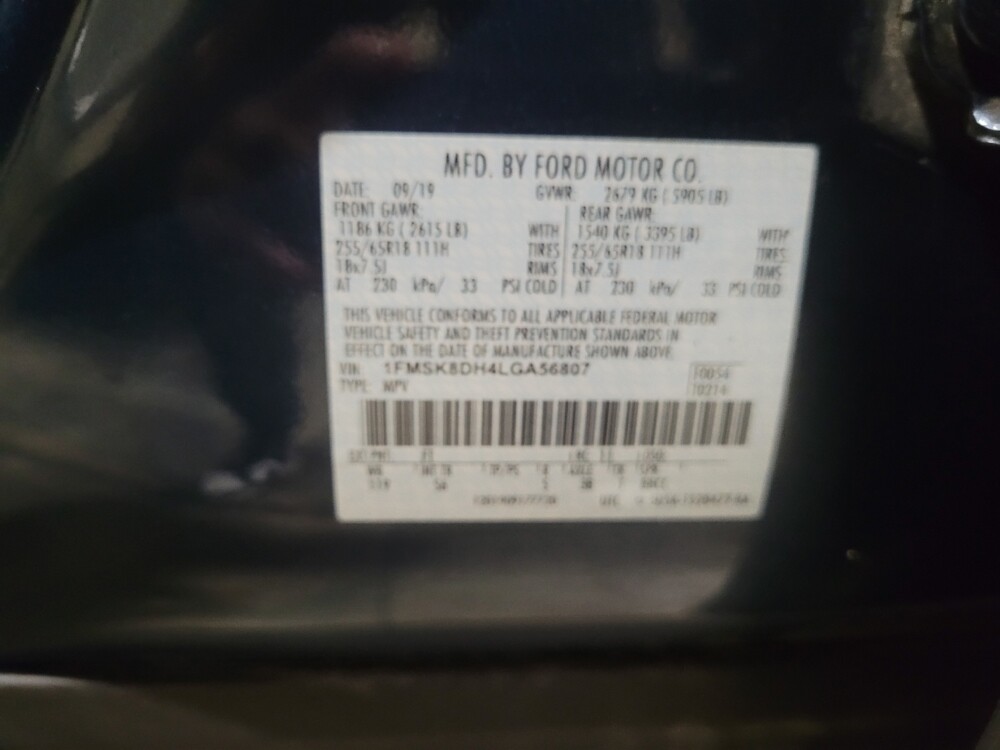 MFD. BY FORD MOTOR CO.
DATE: 09/19 GVWR: 2679 KG ( 5905 LB)
FRONT GAWR: REAR GAWR:
1186 KG ( 2615 LB) WITH 1540 KG ( 3395 LB) WITH
255/65R18 111H TIRES 255/65R18 111H TIRES
18x7.5J RIMS 18x7.5J RIMS
AT 230 kPa/ 33 PSI COLD AT 230 kPa/ 33 PSI COLD
THIS VEHICLE CONFORMS TO ALL APPLICABLE FEDERAL MOTOR
VEHICLE SAFETY AND THEFT PREVENTION STANDARDS IN
EFFECT ON THE DATE OF MANUFACTURE SHOWN ABOVE.
VIN: 1FMSK8DH4LGA56807
TYPE: MPV
EXT PNT:
WB